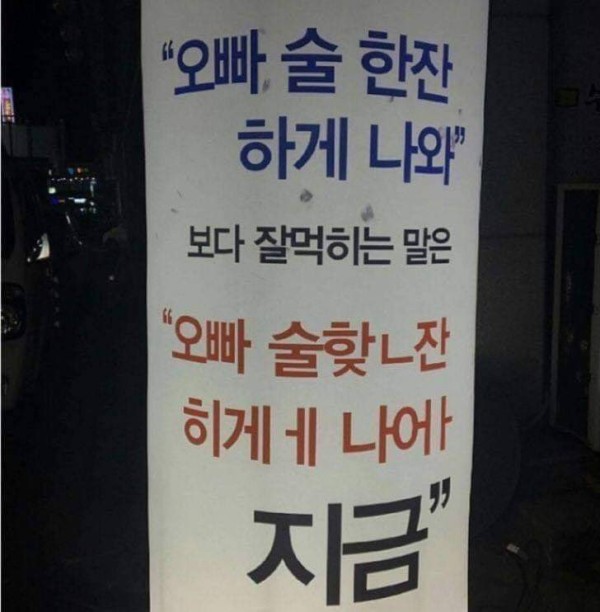 "오빠 술 한잔
하게 나와"
보다 잘먹히는 말은
"오빠 술핮ㄴ잔
히게ㅔ 나어ㅏ
지금"